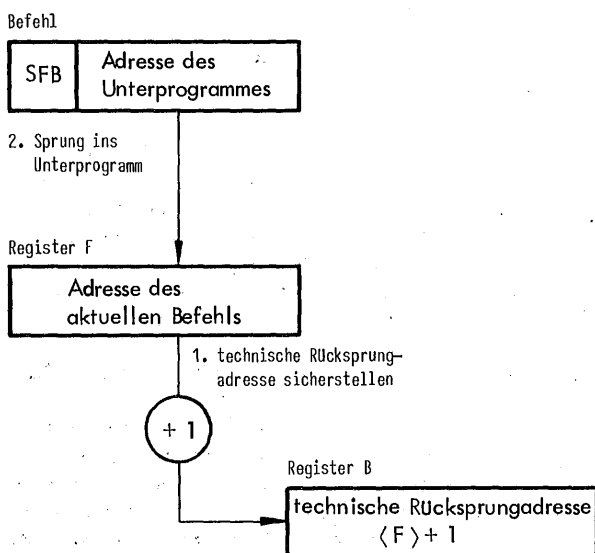 Befehl
SFB
Adresse des
Unterprogrammes
2. Sprung ins
Unterprogramm
Register F
Adresse des
aktuellen Befehls
1. technische Rücksprung-
adresse sicherstellen
+ 1
Register B
technische Rücksprungadresse
⟨F⟩ + 1